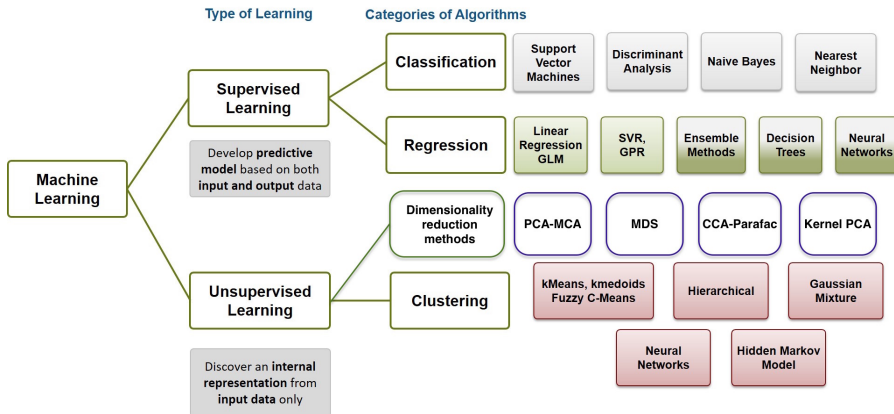 Type of Learning
Categories of Algorithms
Machine
Learning
Supervised
Learning
Develop predictive
model based on both
input and output data
Classification
Support
Vector
Machines
Discriminant
Analysis
Naive Bayes
Nearest
Neighbor
Regression
Linear
Regression
GLM
SVR,
GPR
Ensemble
Methods
Decision
Trees
Neural
Networks
Unsupervised
Learning
Discover an internal
representation from
input data only
Dimensionality
reduction
methods
PCA-MCA
MDS
CCA-Parafac
Kernel PCA
Clustering
kMeans, kmedoids
Fuzzy C-Means
Hierarchical
Gaussian
Mixture
Neural
Networks
Hidden Markov
Model